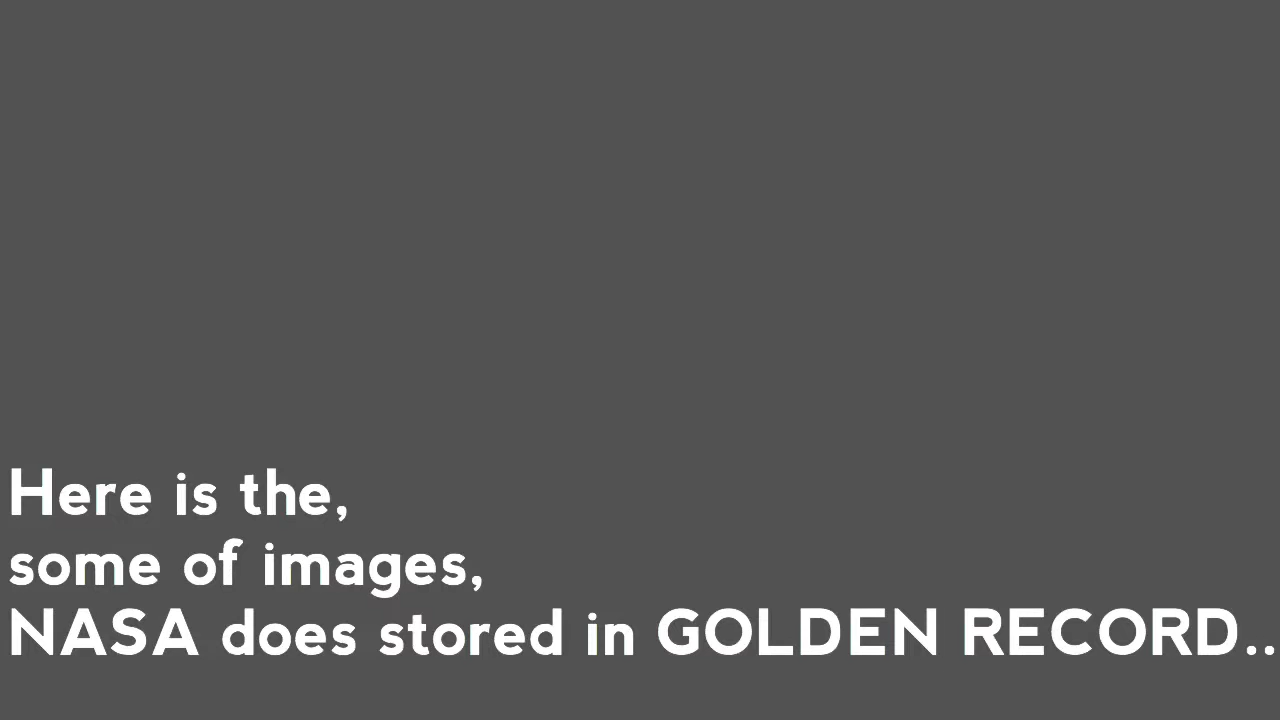 Here is the,
some of images,
NASA does stored in GOLDEN RECORD..